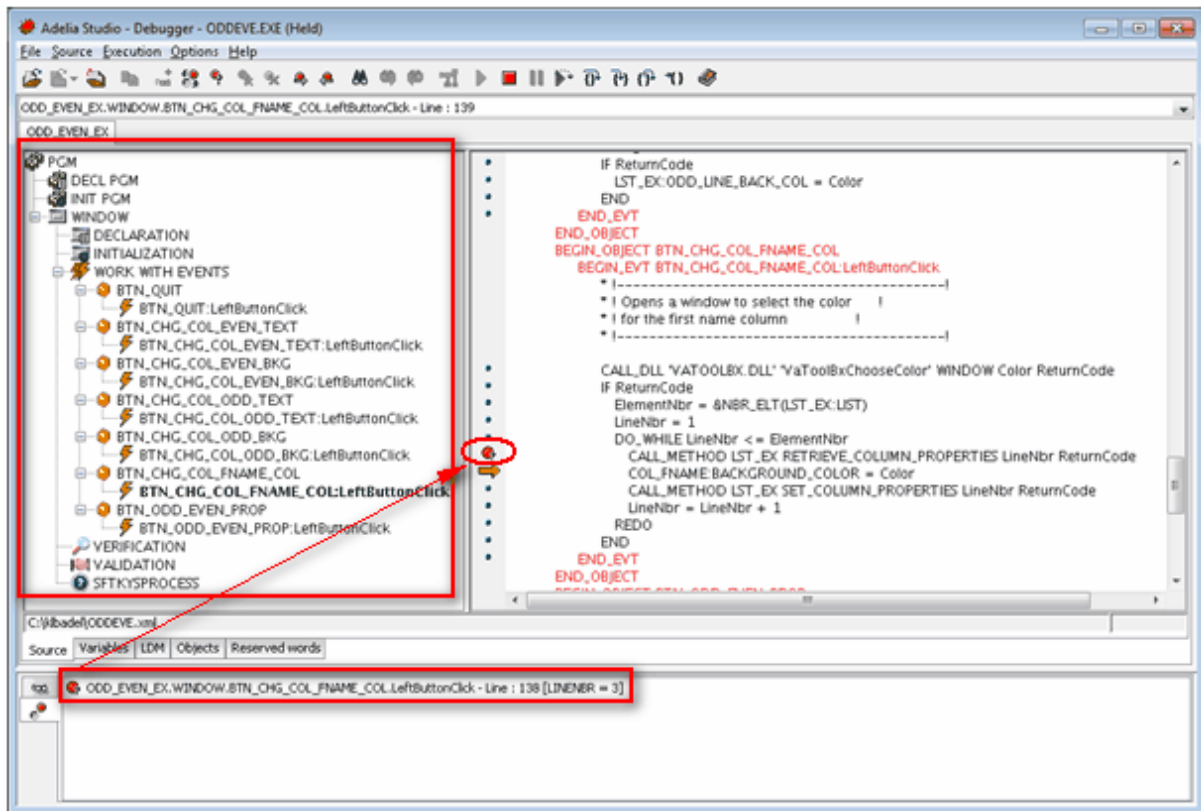 Adelia Studio - Debugger - ODDEVE.EXE (Held)
File Source Execution Options Help
ODD_EVEN_EX.WINDOW.BTN_CHG_COL_FNAME_COL.LeftButtonClick - Line : 139
ODD_EVEN_EX
PGM
DECL PGM
INIT PGM
WINDOW
DECLARATION
INITIALIZATION
WORK WITH EVENTS
BTN_QUIT
BTN_QUIT:LeftButtonClick
BTN_CHG_COL_EVEN_TEXT
BTN_CHG_COL_EVEN_TEXT:LeftButtonClick
BTN_CHG_COL_EVEN_BKG
BTN_CHG_COL_EVEN_BKG:LeftButtonClick
BTN_CHG_COL_ODD_TEXT
BTN_CHG_COL_ODD_TEXT:LeftButtonClick
BTN_CHG_COL_ODD_BKG
BTN_CHG_COL_ODD_BKG:LeftButtonClick
BTN_CHG_COL_FNAME_COL
BTN_CHG_COL_FNAME_COL:LeftButtonClick
BTN_ODD_EVEN_PROP
BTN_ODD_EVEN_PROP:LeftButtonClick
VERIFICATION
VALIDATION
SFTKYSPROCESS
IF ReturnCode
LST_EX:ODD_LINE_BACK_COL = Color
END
END_EVT
END_OBJECT
BEGIN_OBJECT BTN_CHG_COL_FNAME_COL
BEGIN_EVT BTN_CHG_COL_FNAME_COL:LeftButtonClick
* !-----------------------------------------!
* ! Opens a window to select the color !
* ! for the first name column !
* !-----------------------------------------!
CALL_DLL 'VATOOLBX.DLL' 'VaToolBxChooseColor' WINDOW Color ReturnCode
IF ReturnCode
ElementNbr = &NBR_ELT(LST_EX:LIST)
LineNbr = 1
DO_WHILE LineNbr <= ElementNbr
CALL_METHOD LST_EX RETRIEVE_COLUMN_PROPERTIES LineNbr ReturnCode
COL_FNAME:BACKGROUND_COLOR = Color
CALL_METHOD LST_EX SET_COLUMN_PROPERTIES LineNbr ReturnCode
LineNbr = LineNbr + 1
REDO
END
END_EVT
END_OBJECT
BEGIN_OBJECT BTN_ODD_EVEN_PROP
Source Variables LDM Objects Reserved words
ODD_EVEN_EX.WINDOW.BTN_CHG_COL_FNAME_COL.LeftButtonClick - Line : 138 [LINENBR = 3]